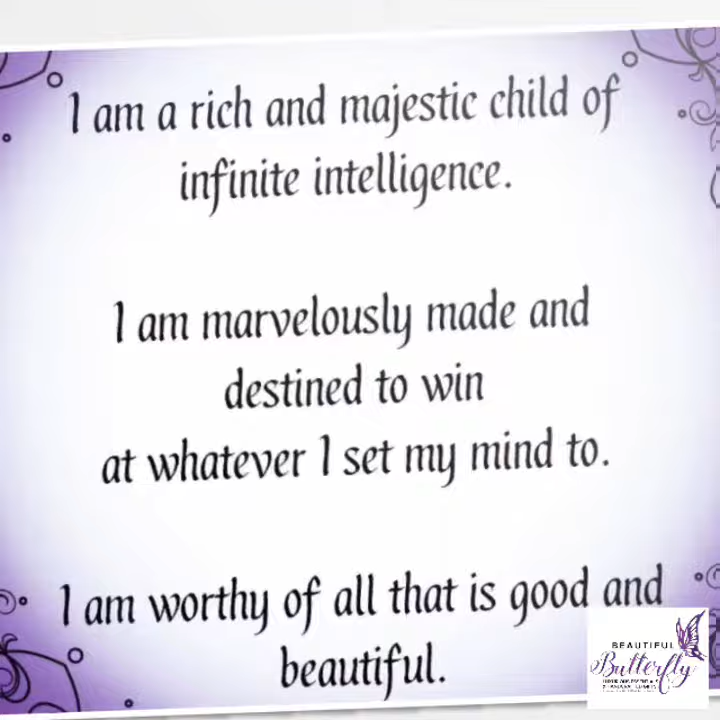 I am a rich and majestic child of
infinite intelligence.
I am marvelously made and
destined to win
at whatever I set my mind to.
I am worthy of all that is good and
beautiful.
BEAUTIFUL
Butterfly